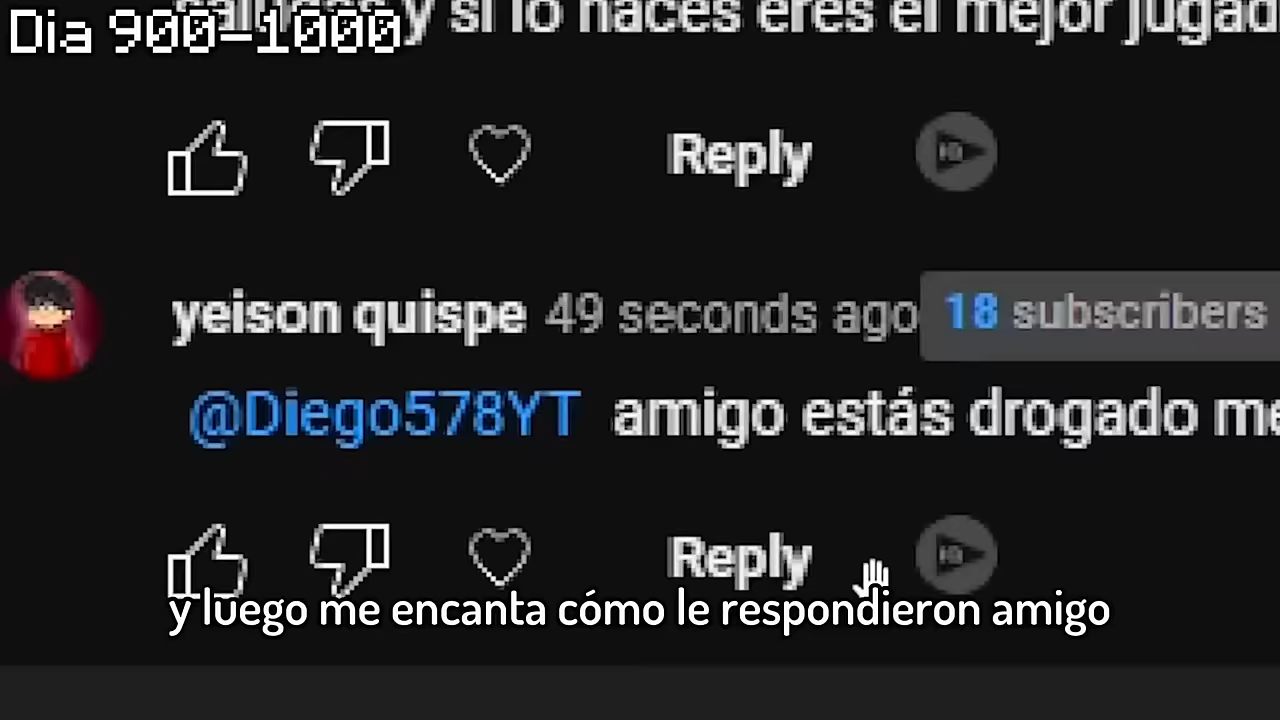 Dia 900-1000
y si lo haces eres el mejor jugad
Reply
yeison quispe 49 seconds ago 18 subscribers
@Diego578YT amigo estás drogado me
Reply
y luego me encanta cómo le respondieron amigo